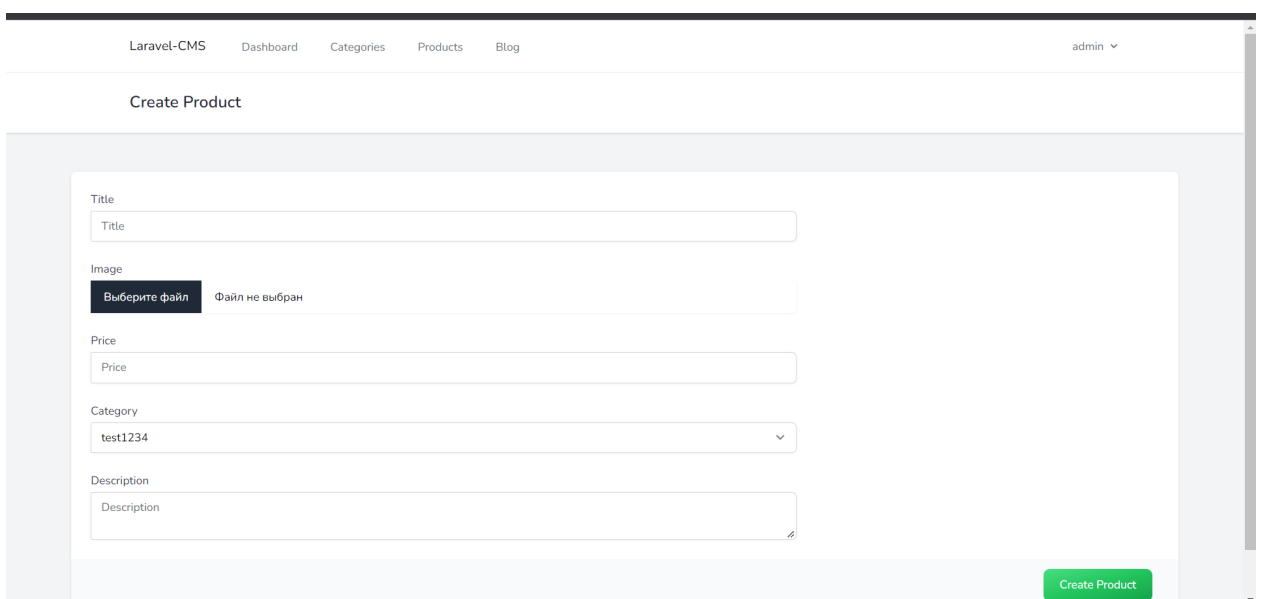 Laravel-CMS Dashboard Categories Products Blog admin
Create Product
Title
Title
Image
Выберите файл Файл не выбран
Price
Price
Category
test1234
Description
Description
Create Product